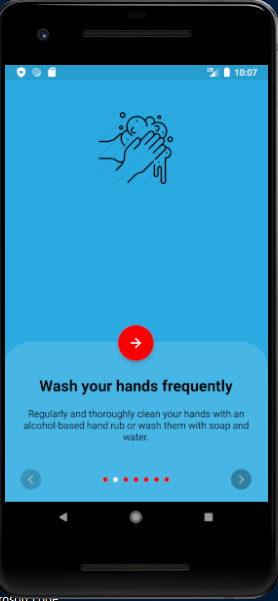 10:07
Wash your hands frequently
Regularly and thoroughly clean your hands with an
alcohol-based hand rub or wash them with soap and
water.